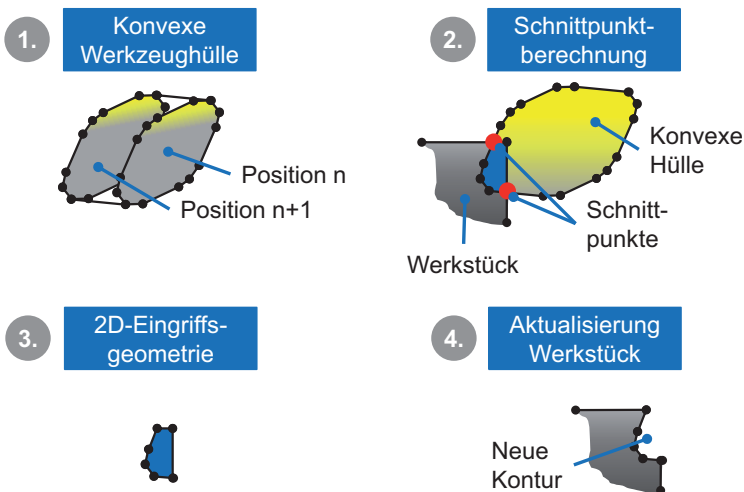 1.
Konvexe
Werkzeughülle
Position n
Position n+1
2.
Schnittpunkt-
berechnung
Konvexe
Hülle
Schnitt-
punkte
Werkstück
3.
2D-Eingriffs-
geometrie
4.
Aktualisierung
Werkstück
Neue
Kontur